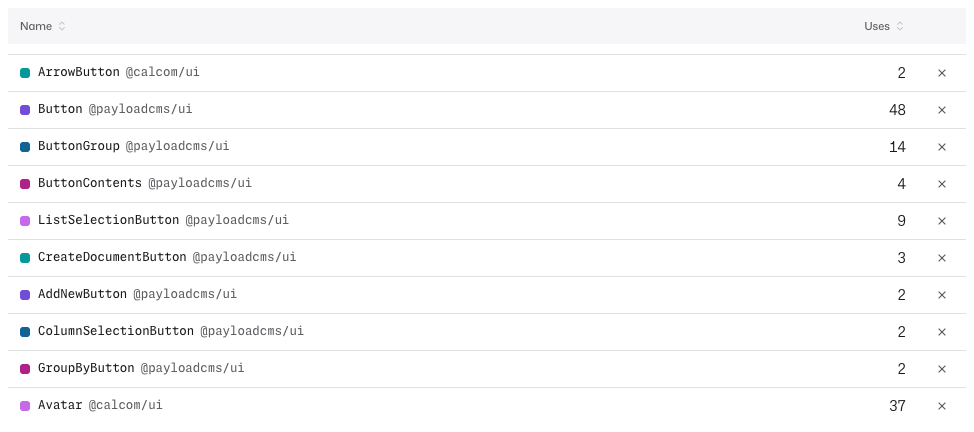 Name Uses
ArrowButton @calcom/ui 2
Button @payloadcms/ui 48
ButtonGroup @payloadcms/ui 14
ButtonContents @payloadcms/ui 4
ListSelectionButton @payloadcms/ui 9
CreateDocumentButton @payloadcms/ui 3
AddNewButton @payloadcms/ui 2
ColumnSelectionButton @payloadcms/ui 2
GroupByButton @payloadcms/ui 2
Avatar @calcom/ui 37